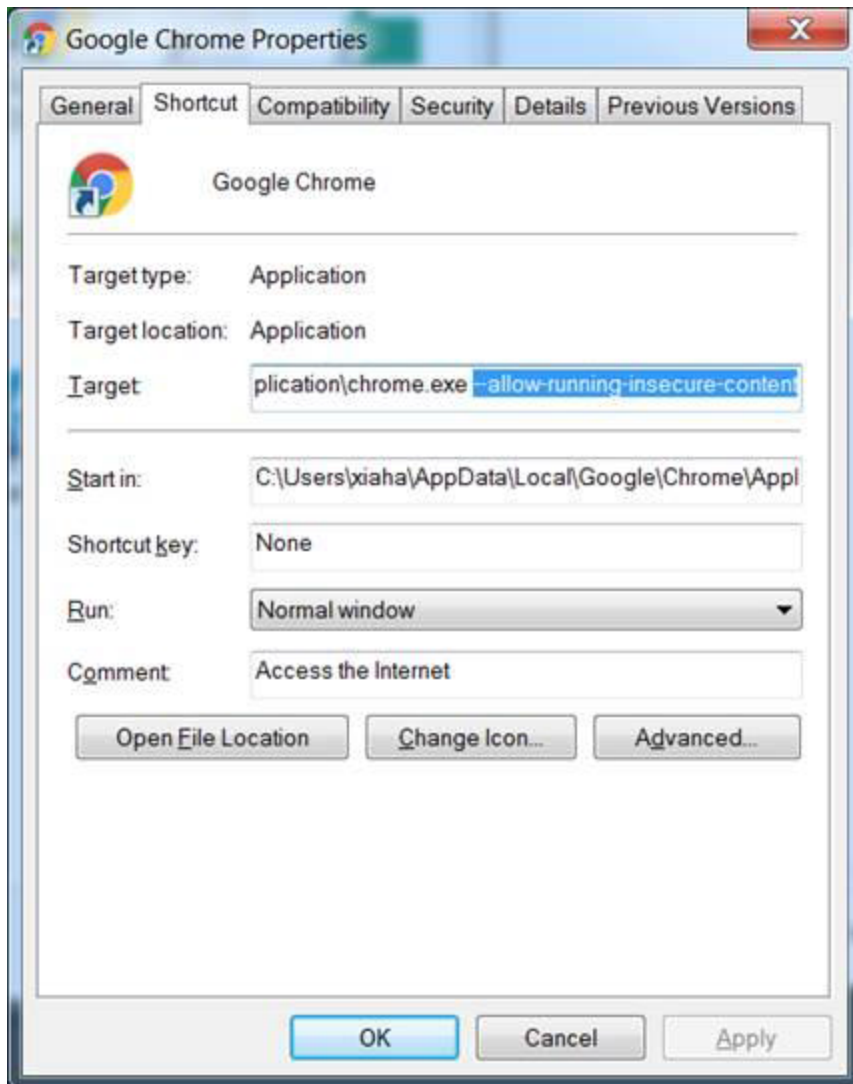 Google Chrome Properties
General Shortcut Compatibility Security Details Previous Versions
Google Chrome
Target type: Application
Target location: Application
Target: plication\chrome.exe --allow-running-insecure-content
Start in: C:\Users\xiaha\AppData\Local\Google\Chrome\Appl
Shortcut key: None
Run: Normal window
Comment: Access the Internet
Open File Location Change Icon... Advanced...
OK Cancel Apply